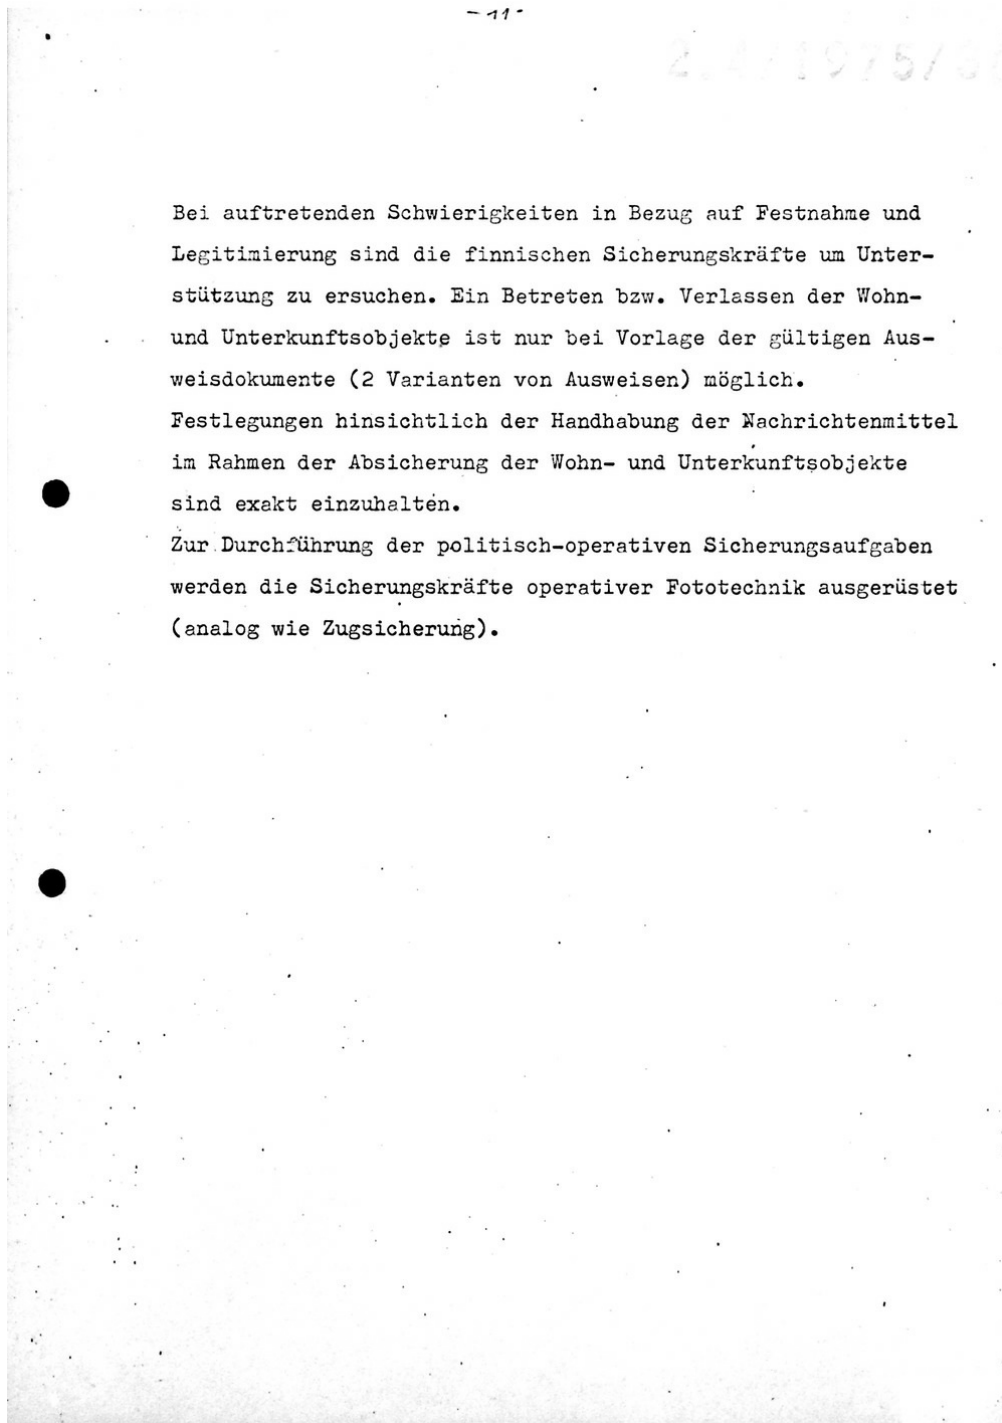 - 11 -
Bei auftretenden Schwierigkeiten in Bezug auf Festnahme und
Legitimierung sind die finnischen Sicherungskräfte um Unter-
stützung zu ersuchen. Ein Betreten bzw. Verlassen der Wohn-
und Unterkunftsobjekte ist nur bei Vorlage der gültigen Aus-
weisdokumente (2 Varianten von Ausweisen) möglich.
Festlegungen hinsichtlich der Handhabung der Nachrichtenmittel
im Rahmen der Absicherung der Wohn- und Unterkunftsobjekte
sind exakt einzuhalten.
Zur Durchführung der politisch-operativen Sicherungsaufgaben
werden die Sicherungskräfte operativer Fototechnik ausgerüstet
(analog wie Zugsicherung).